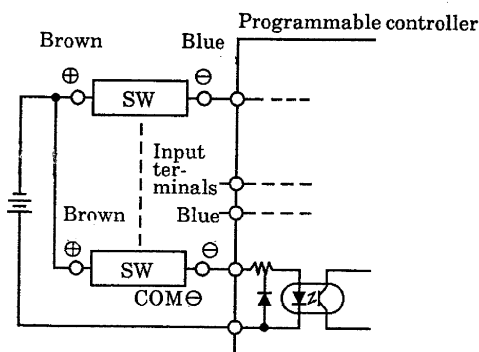 Programmable controller
Brown Blue
⊕ ⊖
SW
Input
ter-
minals
Brown Blue
⊕ ⊖
SW
COM⊖